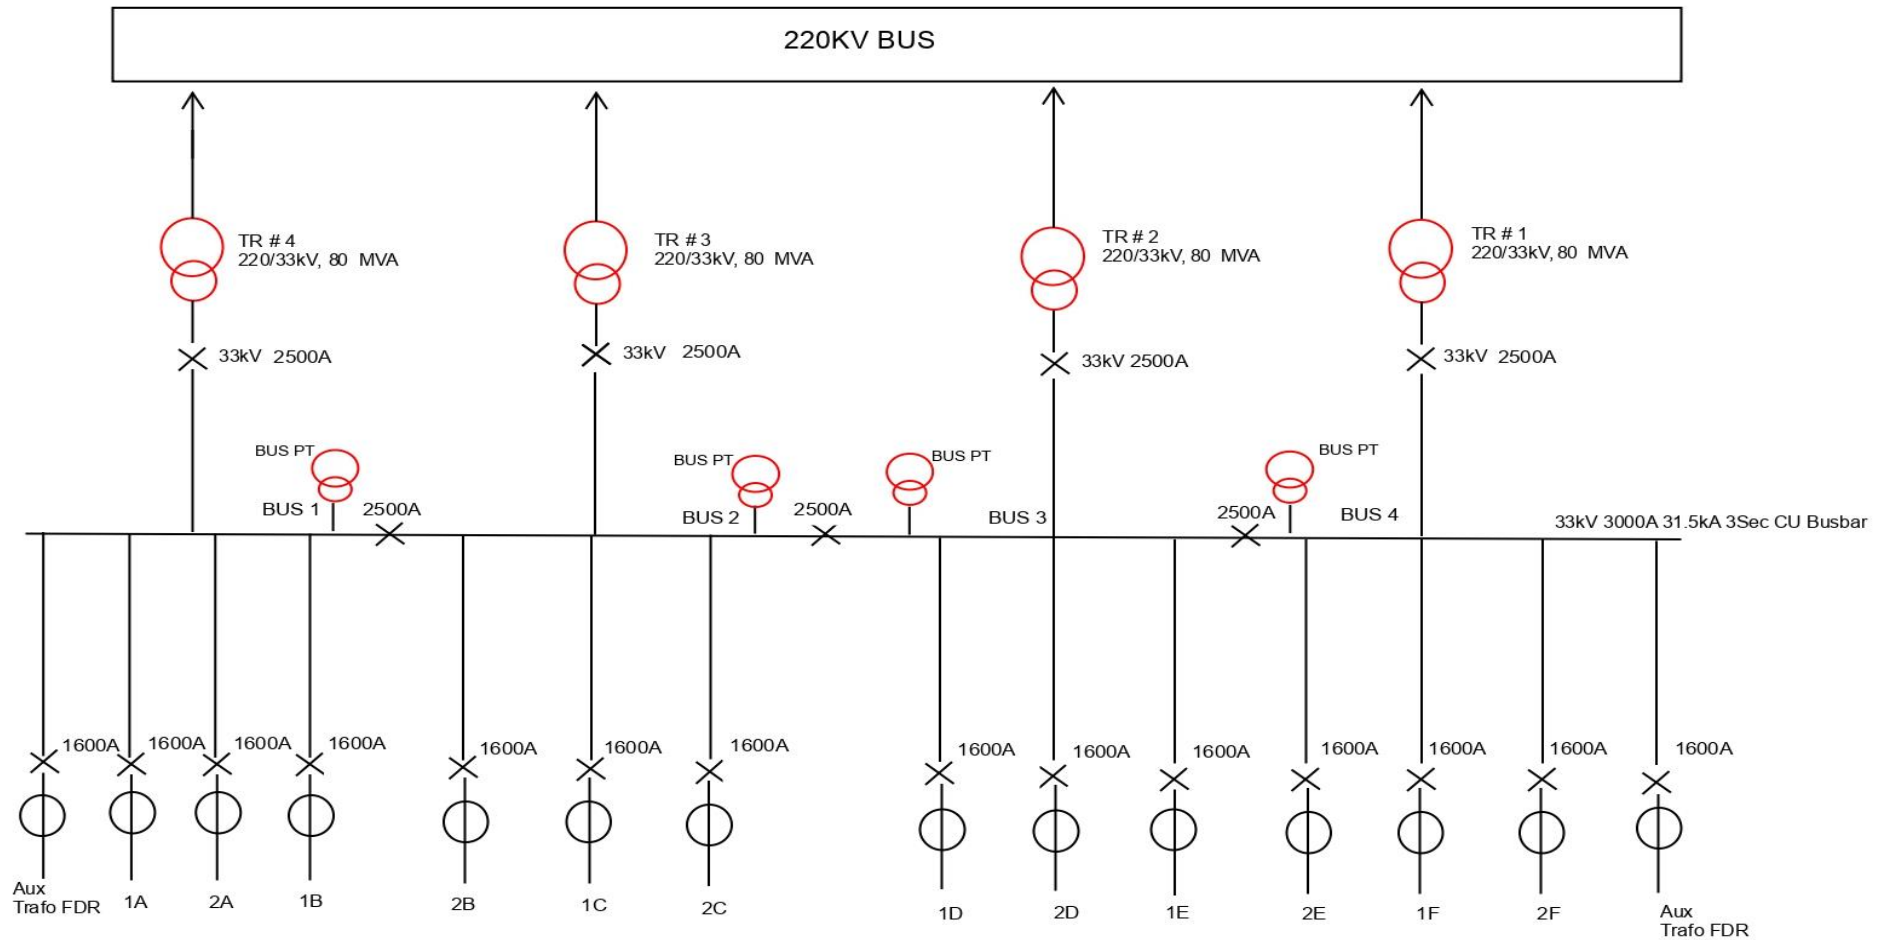 220KV BUS
TR # 4
220/33kV, 80 MVA
TR # 3
220/33kV, 80 MVA
TR # 2
220/33kV, 80 MVA
TR # 1
220/33kV, 80 MVA
33kV 2500A
33kV 2500A
33kV 2500A
33kV 2500A
BUS PT
BUS PT
BUS PT
BUS PT
BUS 1
2500A
BUS 2
2500A
BUS 3
2500A
BUS 4
33kV 3000A 31.5kA 3Sec CU Busbar
1600A
1600A
1600A
1600A
1600A
1600A
1600A
1600A
1600A
1600A
1600A
1600A
1600A
1600A
Aux
Trafo FDR
1A
2A
1B
2B
1C
2C
1D
2D
1E
2E
1F
2F
Aux
Trafo FDR